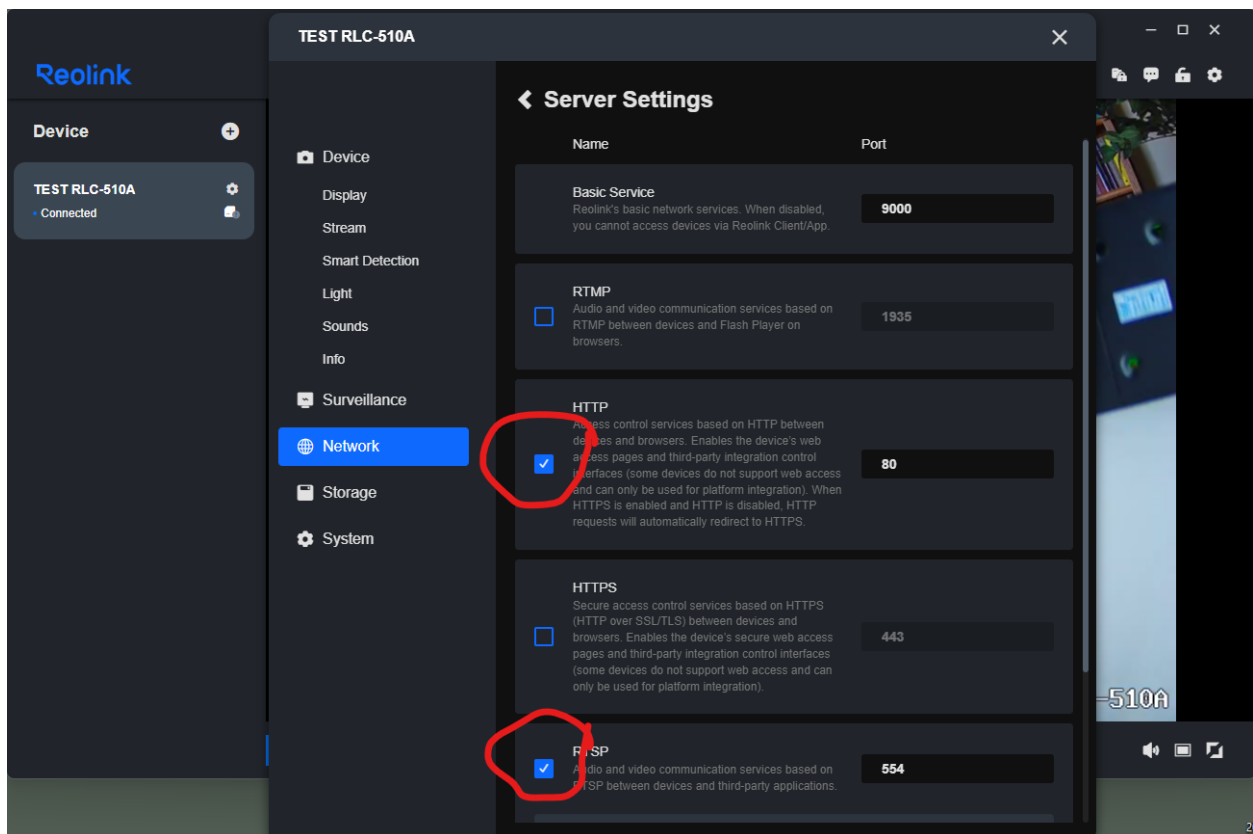 TEST RLC-510A
Reolink
Server Settings
Device
Name
Port
TEST RLC-510A
Connected
Device
Display
Stream
Smart Detection
Light
Sounds
Info
Surveillance
Network
Storage
System
Basic Service
Reolink's basic network services. When disabled,
you cannot access devices via Reolink Client/App.
9000
RTMP
Audio and video communication services based on
RTMP between devices and Flash Player on
browsers.
1935
HTTP
Access control services based on HTTP between
devices and browsers. Enables the device's web
access pages and third-party integration control
interfaces (some devices do not support web access
and can only be used for platform integration). When
HTTPS is enabled and HTTP is disabled, HTTP
requests will automatically redirect to HTTPS.
80
HTTPS
Secure access control services based on HTTPS
(HTTP over SSL/TLS) between devices and
browsers. Enables the device's secure web access
pages and third-party integration control interfaces
(some devices do not support web access and can
only be used for platform integration).
443
RTSP
Audio and video communication services based on
RTSP between devices and third-party applications.
554
-510A
2